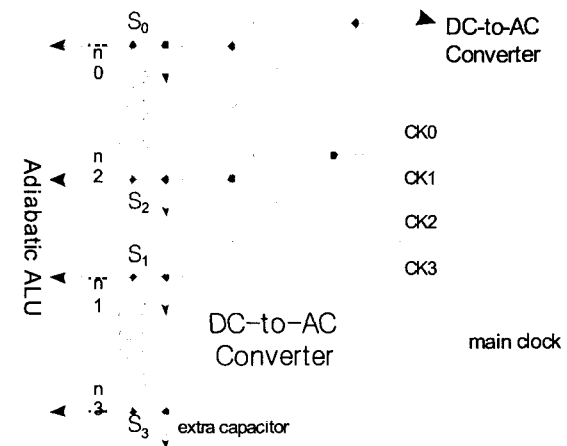 S0
DC-to-AC
Converter
n
0
CK0
n
2
CK1
S2
CK2
S1
CK3
n
1
Adiabatic ALU
DC-to-AC
Converter
main clock
n
3
S3
extra capacitor